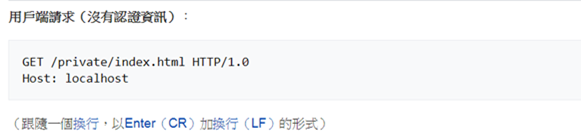 用戶端請求（沒有認證資訊）：
GET /private/index.html HTTP/1.0
Host: localhost
（跟隨一個換行，以Enter（CR）加換行（LF）的形式）